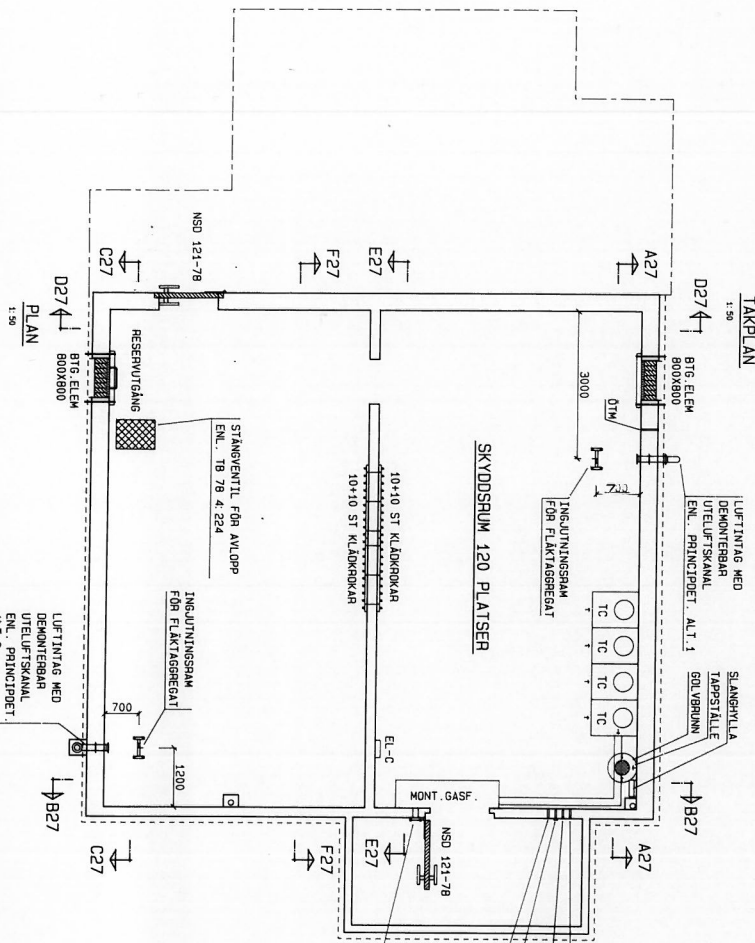 TAKPLAN
1:50
A27
E27
F27
C27
NSD 121-78
D27
D27
PLAN
1:50
BTG.ELEM
800X800
BTG.ELEM
800X800
RESERVUTGÅNG
3000
ÖTM
700
LUFTINTAG MED
DEMONTERBAR
UTELUFTSKANAL
ENL. PRINCIPDET. ALT.1
INGJUTNINGSRAM
FÖR FLÄKTAGGREGAT
STÄNGVENTIL FÖR AVLOPP
ENL. TB 78 4:224
10+10 ST KLÄDKROKAR
10+10 ST KLÄDKROKAR
SKYDDSRUM 120 PLATSER
TC
TC
TC
TC
SLANGHYLLA
TAPPSTÄLLE
GOLVBRUNN
INGJUTNINGSRAM
FÖR FLÄKTAGGREGAT
LUFTINTAG MED
DEMONTERBAR
UTELUFTSKANAL
ENL. PRINCIPDET.
700
1200
EL-C
MONT.GASF.
B27
B27
NSD 121-78
A27
E27
F27
C27